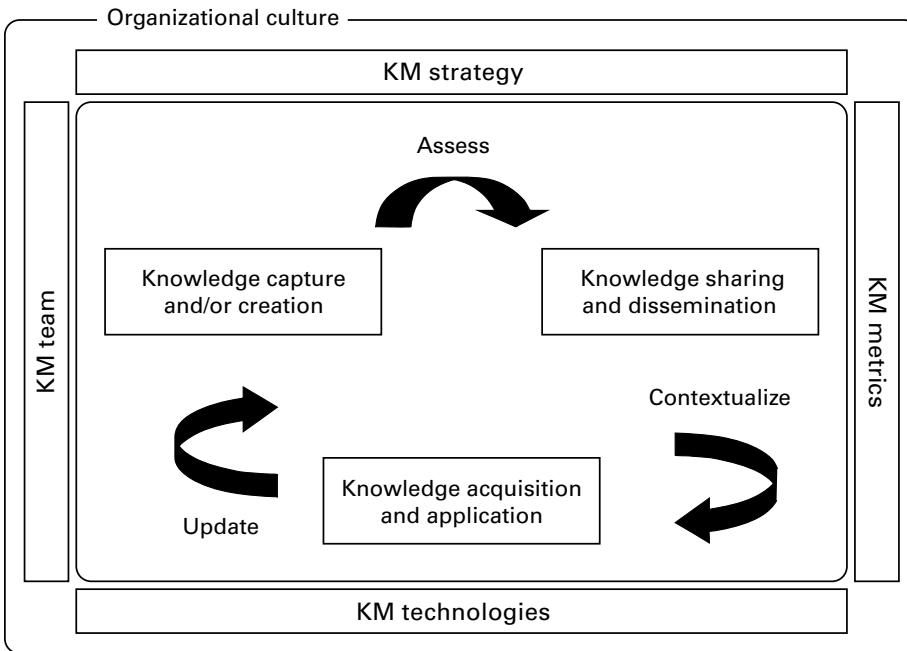 Organizational culture
KM strategy
KM team
Assess
Knowledge capture
and/or creation
Knowledge sharing
and dissemination
KM metrics
Contextualize
Knowledge acquisition
and application
Update
KM technologies